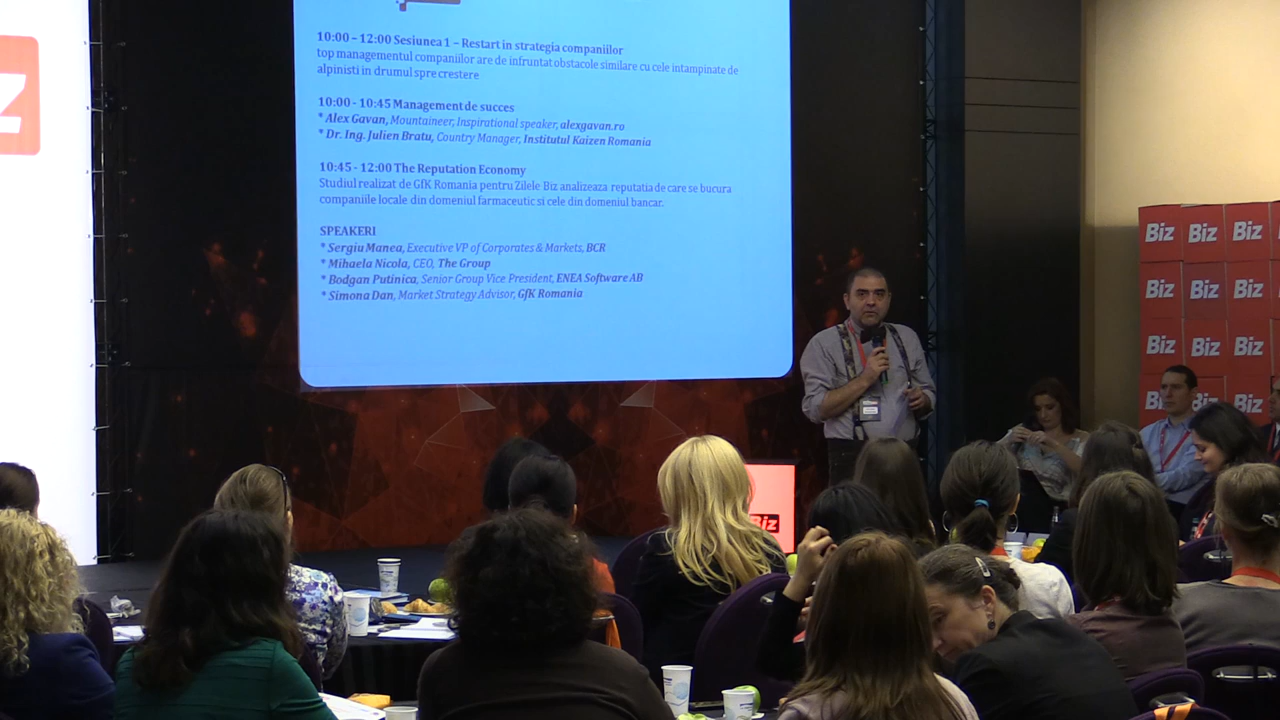 10:00 – 12:00 Sesiunea 1 – Restart in strategia companiilor
top managementul companiilor are de infruntat obstacole similare cu cele intampinate de
alpinisti in drumul spre crestere
10:00 - 10:45 Management de succes
* Alex Gavan, Mountaineer, Inspirational speaker, alexgavan.ro
* Dr. Ing. Julien Bratu, Country Manager, Institutul Kaizen Romania
10:45 - 12:00 The Reputation Economy
Studiul realizat de GfK Romania pentru Zilele Biz analizeaza reputatia de care se bucura
companiile locale din domeniul farmaceutic si cele din domeniul bancar.
SPEAKERI
* Sergiu Manea, Executive VP of Corporates & Markets, BCR
* Mihaela Nicola, CEO, The Group
* Bodgan Putinica, Senior Group Vice President, ENEA Software AB
* Simona Dan, Market Strategy Advisor, GfK Romania
Biz Biz Biz
Biz Biz Biz
Biz Biz Biz
Biz Biz Biz
Biz